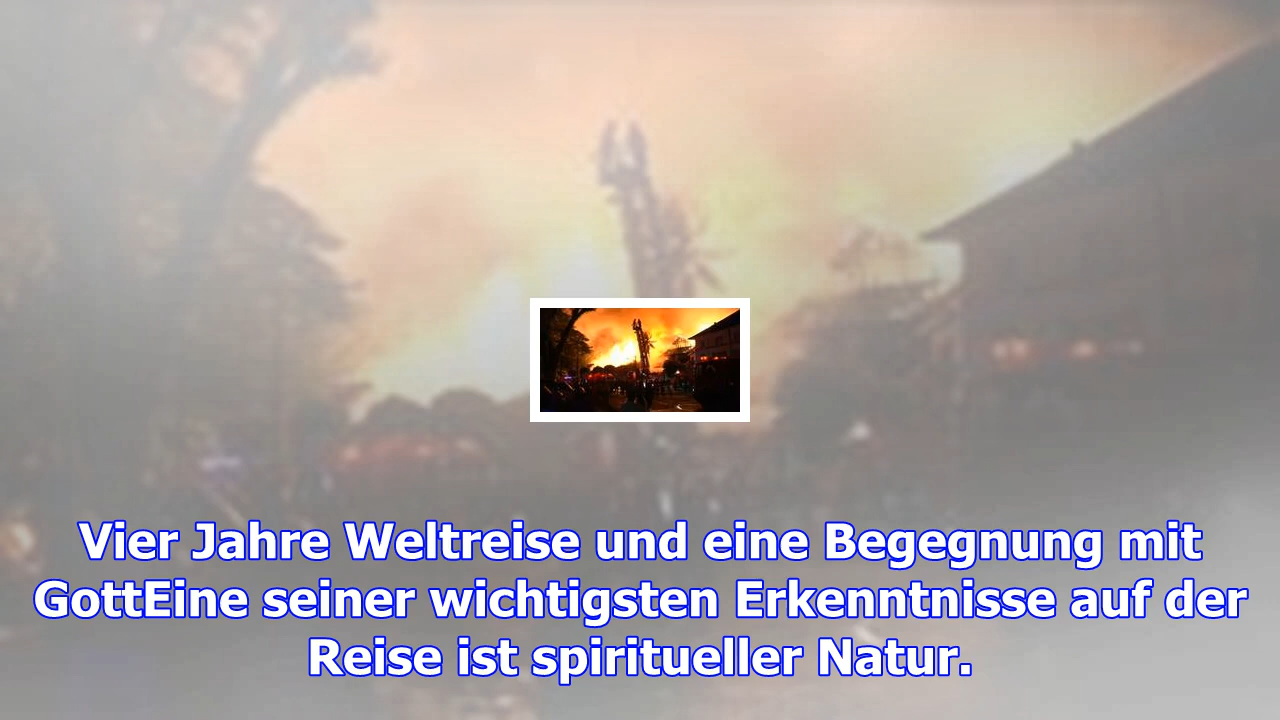 Vier Jahre Weltreise und eine Begegnung mit
GottEine seiner wichtigsten Erkenntnisse auf der
Reise ist spiritueller Natur.